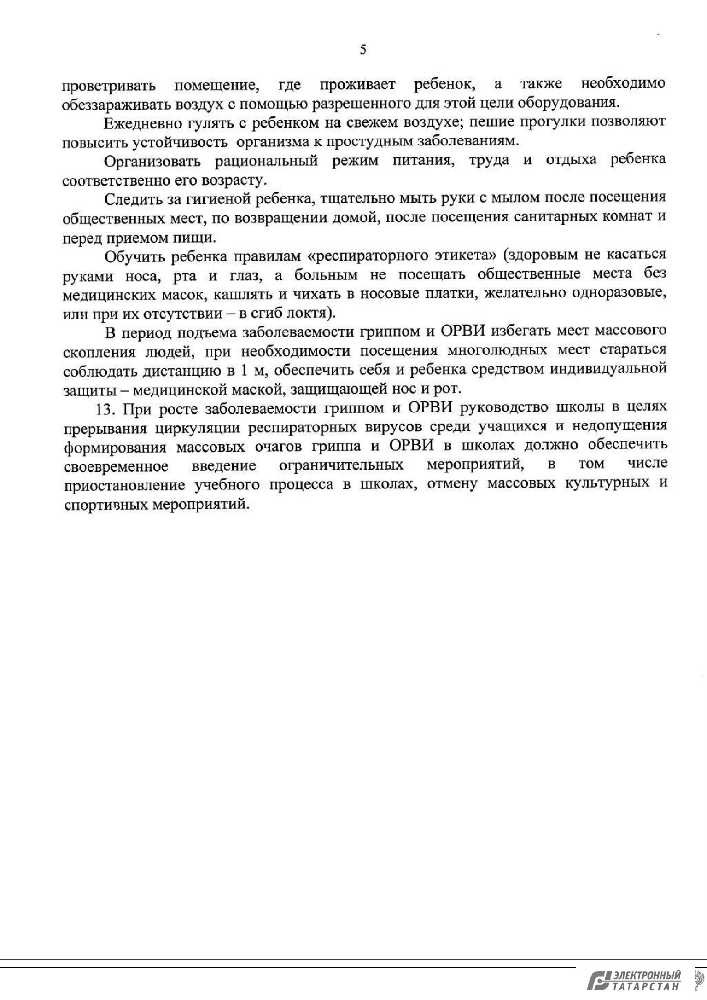 5
проветривать помещение, где проживает ребенок, а также необходимо
обеззараживать воздух с помощью разрешенного для этой цели оборудования.
Ежедневно гулять с ребенком на свежем воздухе; пешие прогулки позволяют
повысить устойчивость организма к простудным заболеваниям.
Организовать рациональный режим питания, труда и отдыха ребенка
соответственно его возрасту.
Следить за гигиеной ребенка, тщательно мыть руки с мылом после посещения
общественных мест, по возвращении домой, после посещения санитарных комнат и
перед приемом пищи.
Обучить ребенка правилам «респираторного этикета» (здоровым не касаться
руками носа, рта и глаз, а больным не посещать общественные места без
медицинских масок, кашлять и чихать в носовые платки, желательно одноразовые,
или при их отсутствии – в сгиб локтя).
В период подъема заболеваемости гриппом и ОРВИ избегать мест массового
скопления людей, при необходимости посещения многолюдных мест стараться
соблюдать дистанцию в 1 м, обеспечить себя и ребенка средством индивидуальной
защиты – медицинской маской, защищающей нос и рот.
13. При росте заболеваемости гриппом и ОРВИ руководство школы в целях
прерывания циркуляции респираторных вирусов среди учащихся и недопущения
формирования массовых очагов гриппа и ОРВИ в школах должно обеспечить
своевременное введение ограничительных мероприятий, в том числе
приостановление учебного процесса в школах, отмену массовых культурных и
спортивных мероприятий.
ЭЛЕКТРОННЫЙ
ТАТАРСТАН